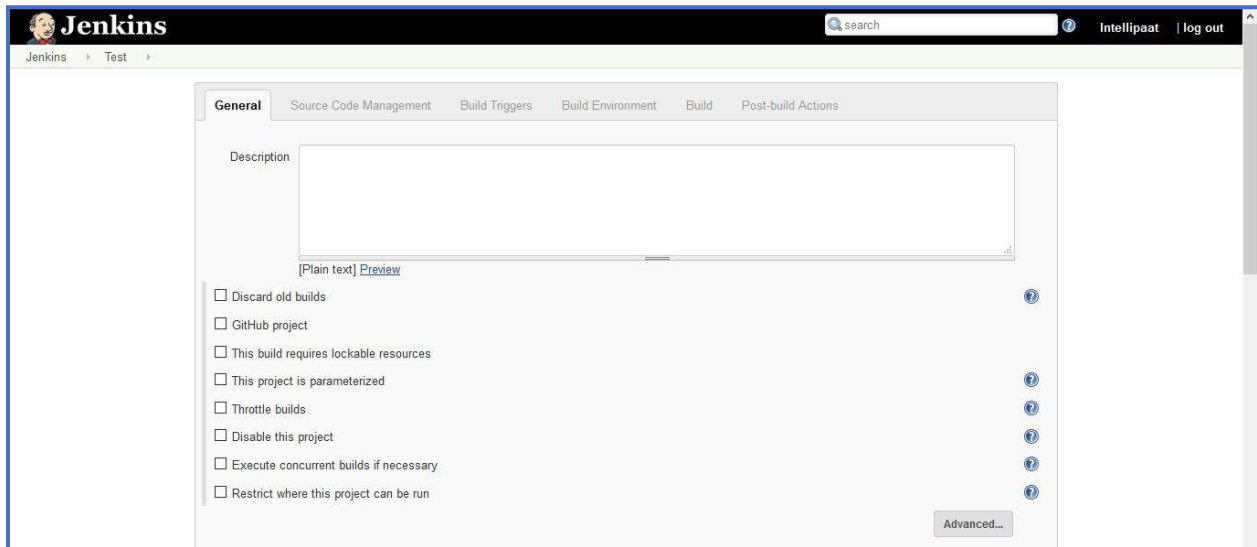 Jenkins
search
Intellipaat | log out
Jenkins Test
General Source Code Management Build Triggers Build Environment Build Post-build Actions
Description
[Plain text] Preview
Discard old builds
GitHub project
This build requires lockable resources
This project is parameterized
Throttle builds
Disable this project
Execute concurrent builds if necessary
Restrict where this project can be run
Advanced...